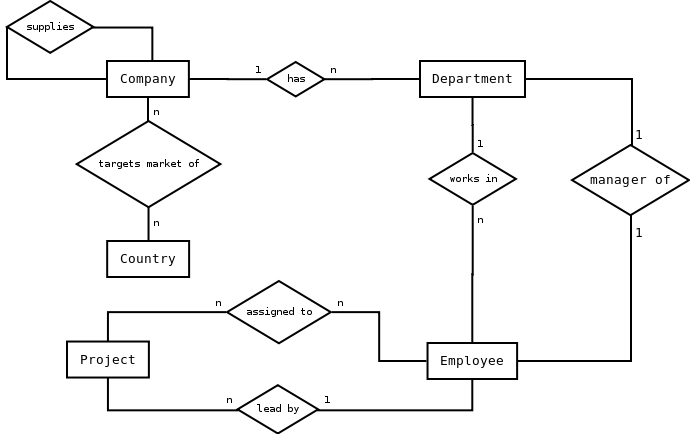 supplies
Company
1
has
n
Department
n
1
1
targets market of
works in
manager of
n
n
1
Country
n
assigned to
n
Project
Employee
n
lead by
1